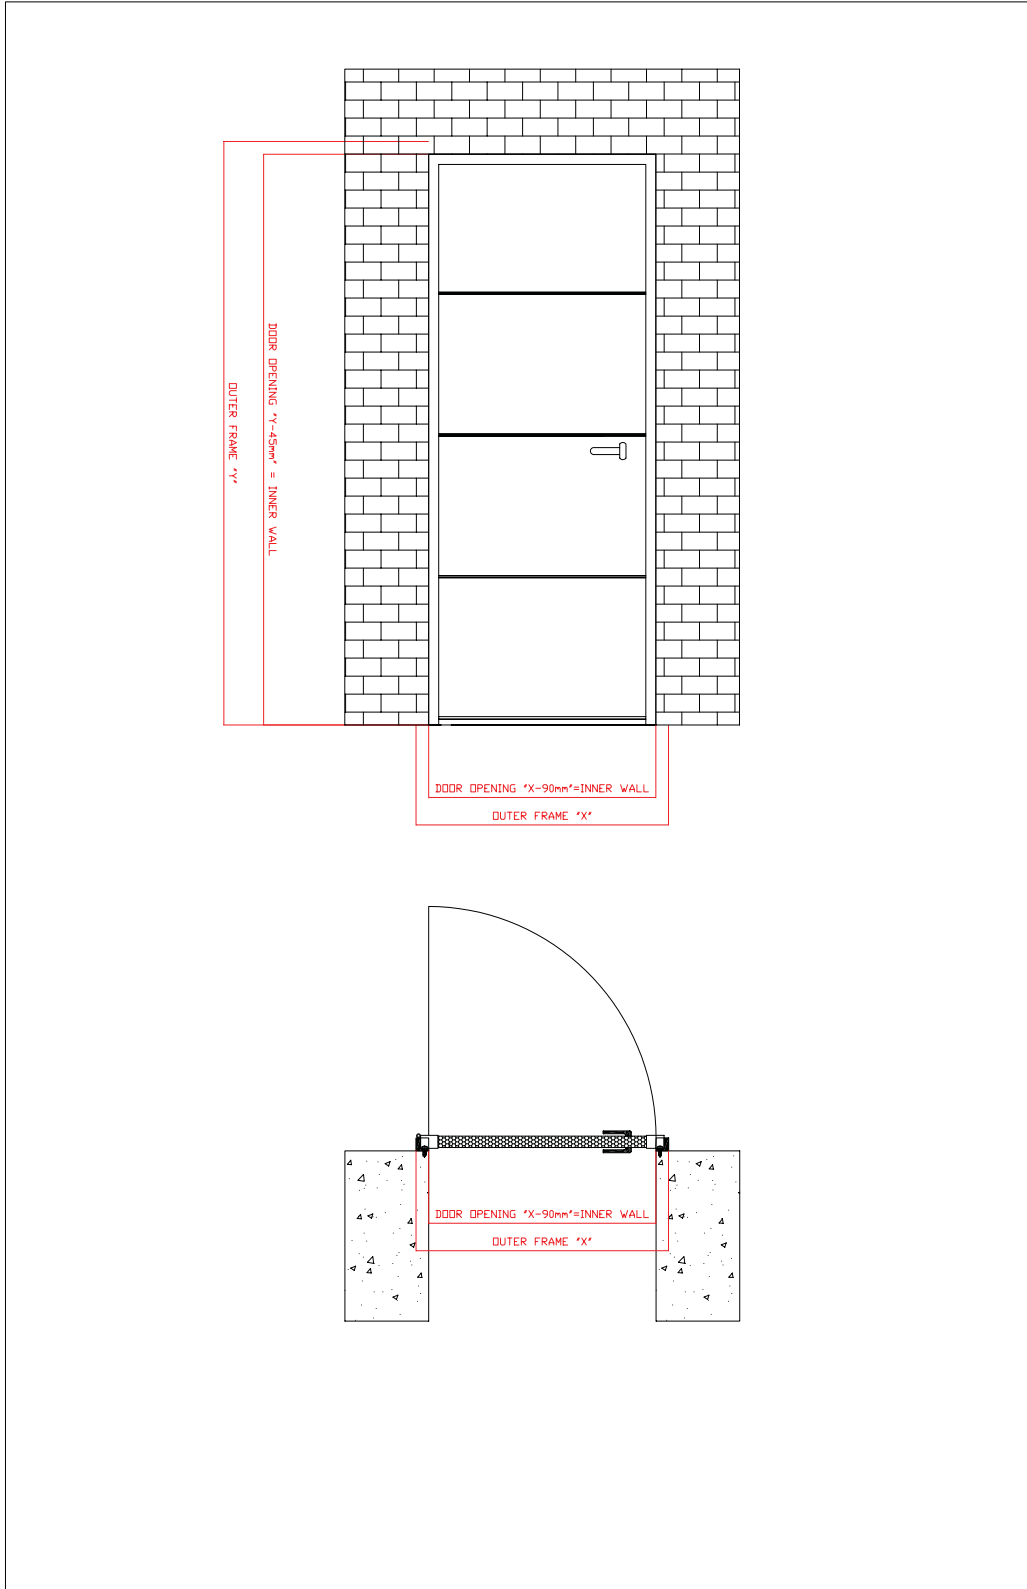 DOOR OPENING "Y-45mm" = INNER WALL
OUTER FRAME "Y"
DOOR OPENING "X-90mm"=INNER WALL
OUTER FRAME "X"
DOOR OPENING "X-90mm"=INNER WALL
OUTER FRAME "X"